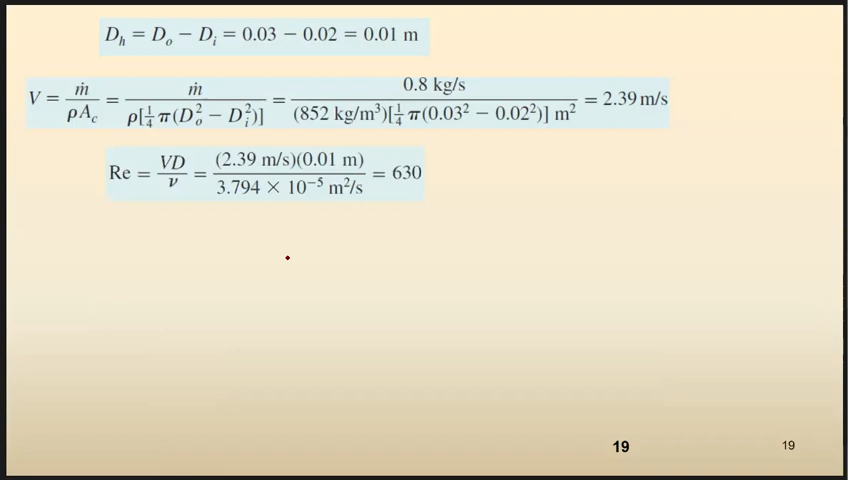 D_h = D_o − D_i = 0.03 − 0.02 = 0.01 m
V = ṁ / ρA_c = ṁ / ρ[¼ π(D_o² − D_i²)] = 0.8 kg/s / (852 kg/m³)[¼ π(0.03² − 0.02²)] m² = 2.39 m/s
Re = VD / ν = (2.39 m/s)(0.01 m) / 3.794 × 10⁻⁵ m²/s = 630
19 19